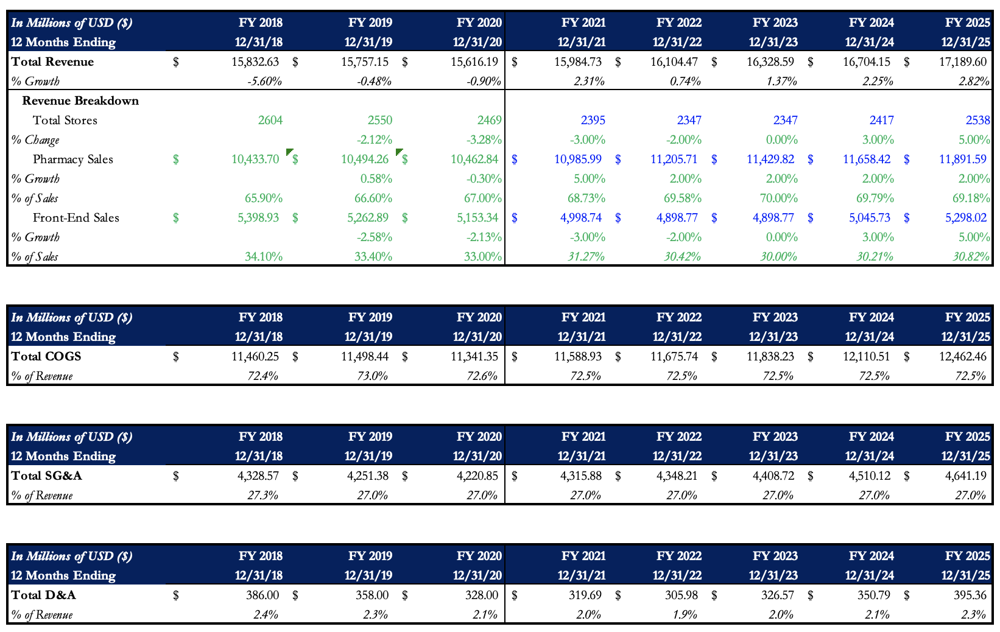 In Millions of USD ($) FY 2018 FY 2019 FY 2020 FY 2021 FY 2022 FY 2023 FY 2024 FY 2025
12 Months Ending 12/31/18 12/31/19 12/31/20 12/31/21 12/31/22 12/31/23 12/31/24 12/31/25
Total Revenue $ 15,832.63 $ 15,757.15 $ 15,616.19 $ 15,984.73 $ 16,104.47 $ 16,328.59 $ 16,704.15 $ 17,189.60
% Growth -5.60% -0.48% -0.90% 2.31% 0.74% 1.37% 2.25% 2.82%
Revenue Breakdown
Total Stores 2604 2550 2469 2395 2347 2347 2417 2538
% Change -2.12% -3.28% -3.00% -2.00% 0.00% 3.00% 5.00%
Pharmacy Sales $ 10,433.70 $ 10,494.26 $ 10,462.84 $ 10,985.99 $ 11,205.71 $ 11,429.82 $ 11,658.42 $ 11,891.59
% Growth 0.58% -0.30% 5.00% 2.00% 2.00% 2.00% 2.00%
% of Sales 65.90% 66.60% 67.00% 68.73% 69.58% 70.00% 69.79% 69.18%
Front-End Sales $ 5,398.93 $ 5,262.89 $ 5,153.34 $ 4,998.74 $ 4,898.77 $ 4,898.77 $ 5,045.73 $ 5,298.02
% Growth -2.58% -2.13% -3.00% -2.00% 0.00% 3.00% 5.00%
% of Sales 34.10% 33.40% 33.00% 31.27% 30.42% 30.00% 30.21% 30.82%
In Millions of USD ($) FY 2018 FY 2019 FY 2020 FY 2021 FY 2022 FY 2023 FY 2024 FY 2025
12 Months Ending 12/31/18 12/31/19 12/31/20 12/31/21 12/31/22 12/31/23 12/31/24 12/31/25
Total COGS $ 11,460.25 $ 11,498.44 $ 11,341.35 $ 11,588.93 $ 11,675.74 $ 11,838.23 $ 12,110.51 $ 12,462.46
% of Revenue 72.4% 73.0% 72.6% 72.5% 72.5% 72.5% 72.5% 72.5%
In Millions of USD ($) FY 2018 FY 2019 FY 2020 FY 2021 FY 2022 FY 2023 FY 2024 FY 2025
12 Months Ending 12/31/18 12/31/19 12/31/20 12/31/21 12/31/22 12/31/23 12/31/24 12/31/25
Total SG&A $ 4,328.57 $ 4,251.38 $ 4,220.85 $ 4,315.88 $ 4,348.21 $ 4,408.72 $ 4,510.12 $ 4,641.19
% of Revenue 27.3% 27.0% 27.0% 27.0% 27.0% 27.0% 27.0% 27.0%
In Millions of USD ($) FY 2018 FY 2019 FY 2020 FY 2021 FY 2022 FY 2023 FY 2024 FY 2025
12 Months Ending 12/31/18 12/31/19 12/31/20 12/31/21 12/31/22 12/31/23 12/31/24 12/31/25
Total D&A $ 386.00 $ 358.00 $ 328.00 $ 319.69 $ 305.98 $ 326.57 $ 350.79 $ 395.36
% of Revenue 2.4% 2.3% 2.1% 2.0% 1.9% 2.0% 2.1% 2.3%